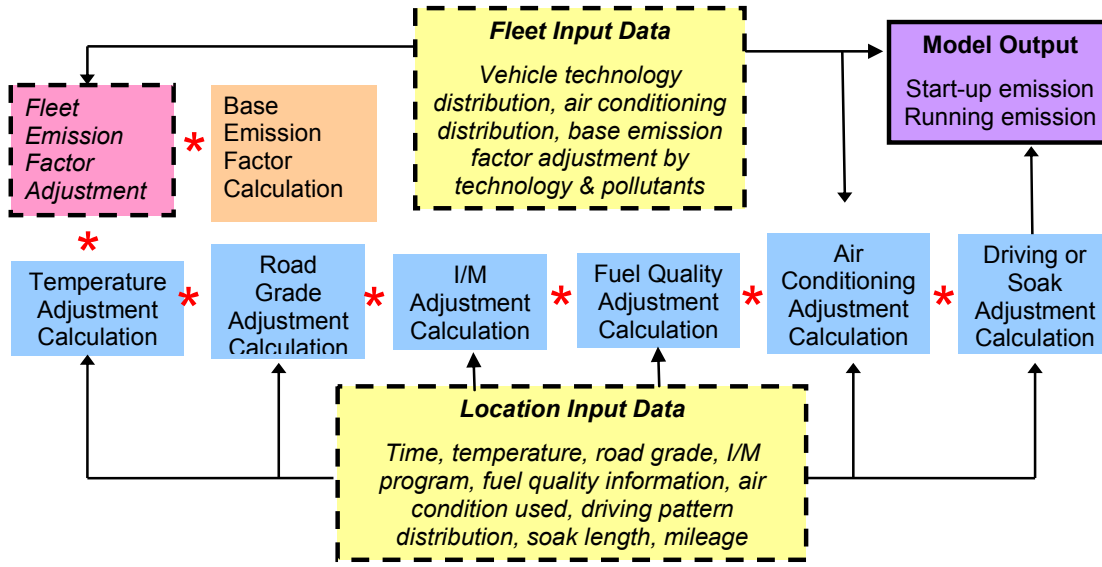 Fleet Input Data
Vehicle technology
distribution, air conditioning
distribution, base emission
factor adjustment by
technology & pollutants
Model Output
Start-up emission
Running emission
Fleet
Emission
Factor
Adjustment
*
Base
Emission
Factor
Calculation
*
Temperature
Adjustment
Calculation
*
Road
Grade
Adjustment
Calculation
*
I/M
Adjustment
Calculation
*
Fuel Quality
Adjustment
Calculation
*
Air
Conditioning
Adjustment
Calculation
*
Driving or
Soak
Adjustment
Calculation
Location Input Data
Time, temperature, road grade, I/M
program, fuel quality information, air
condition used, driving pattern
distribution, soak length, mileage